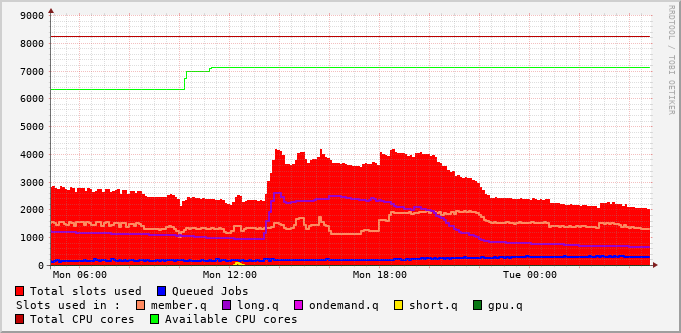 9000
8000
7000
6000
5000
4000
3000
2000
1000
0
Mon 06:00 Mon 12:00 Mon 18:00 Tue 00:00
RRDTOOL / TOBI OETIKER
Total slots used Queued Jobs
Slots used in : member.q long.q ondemand.q short.q gpu.q
Total CPU cores Available CPU cores